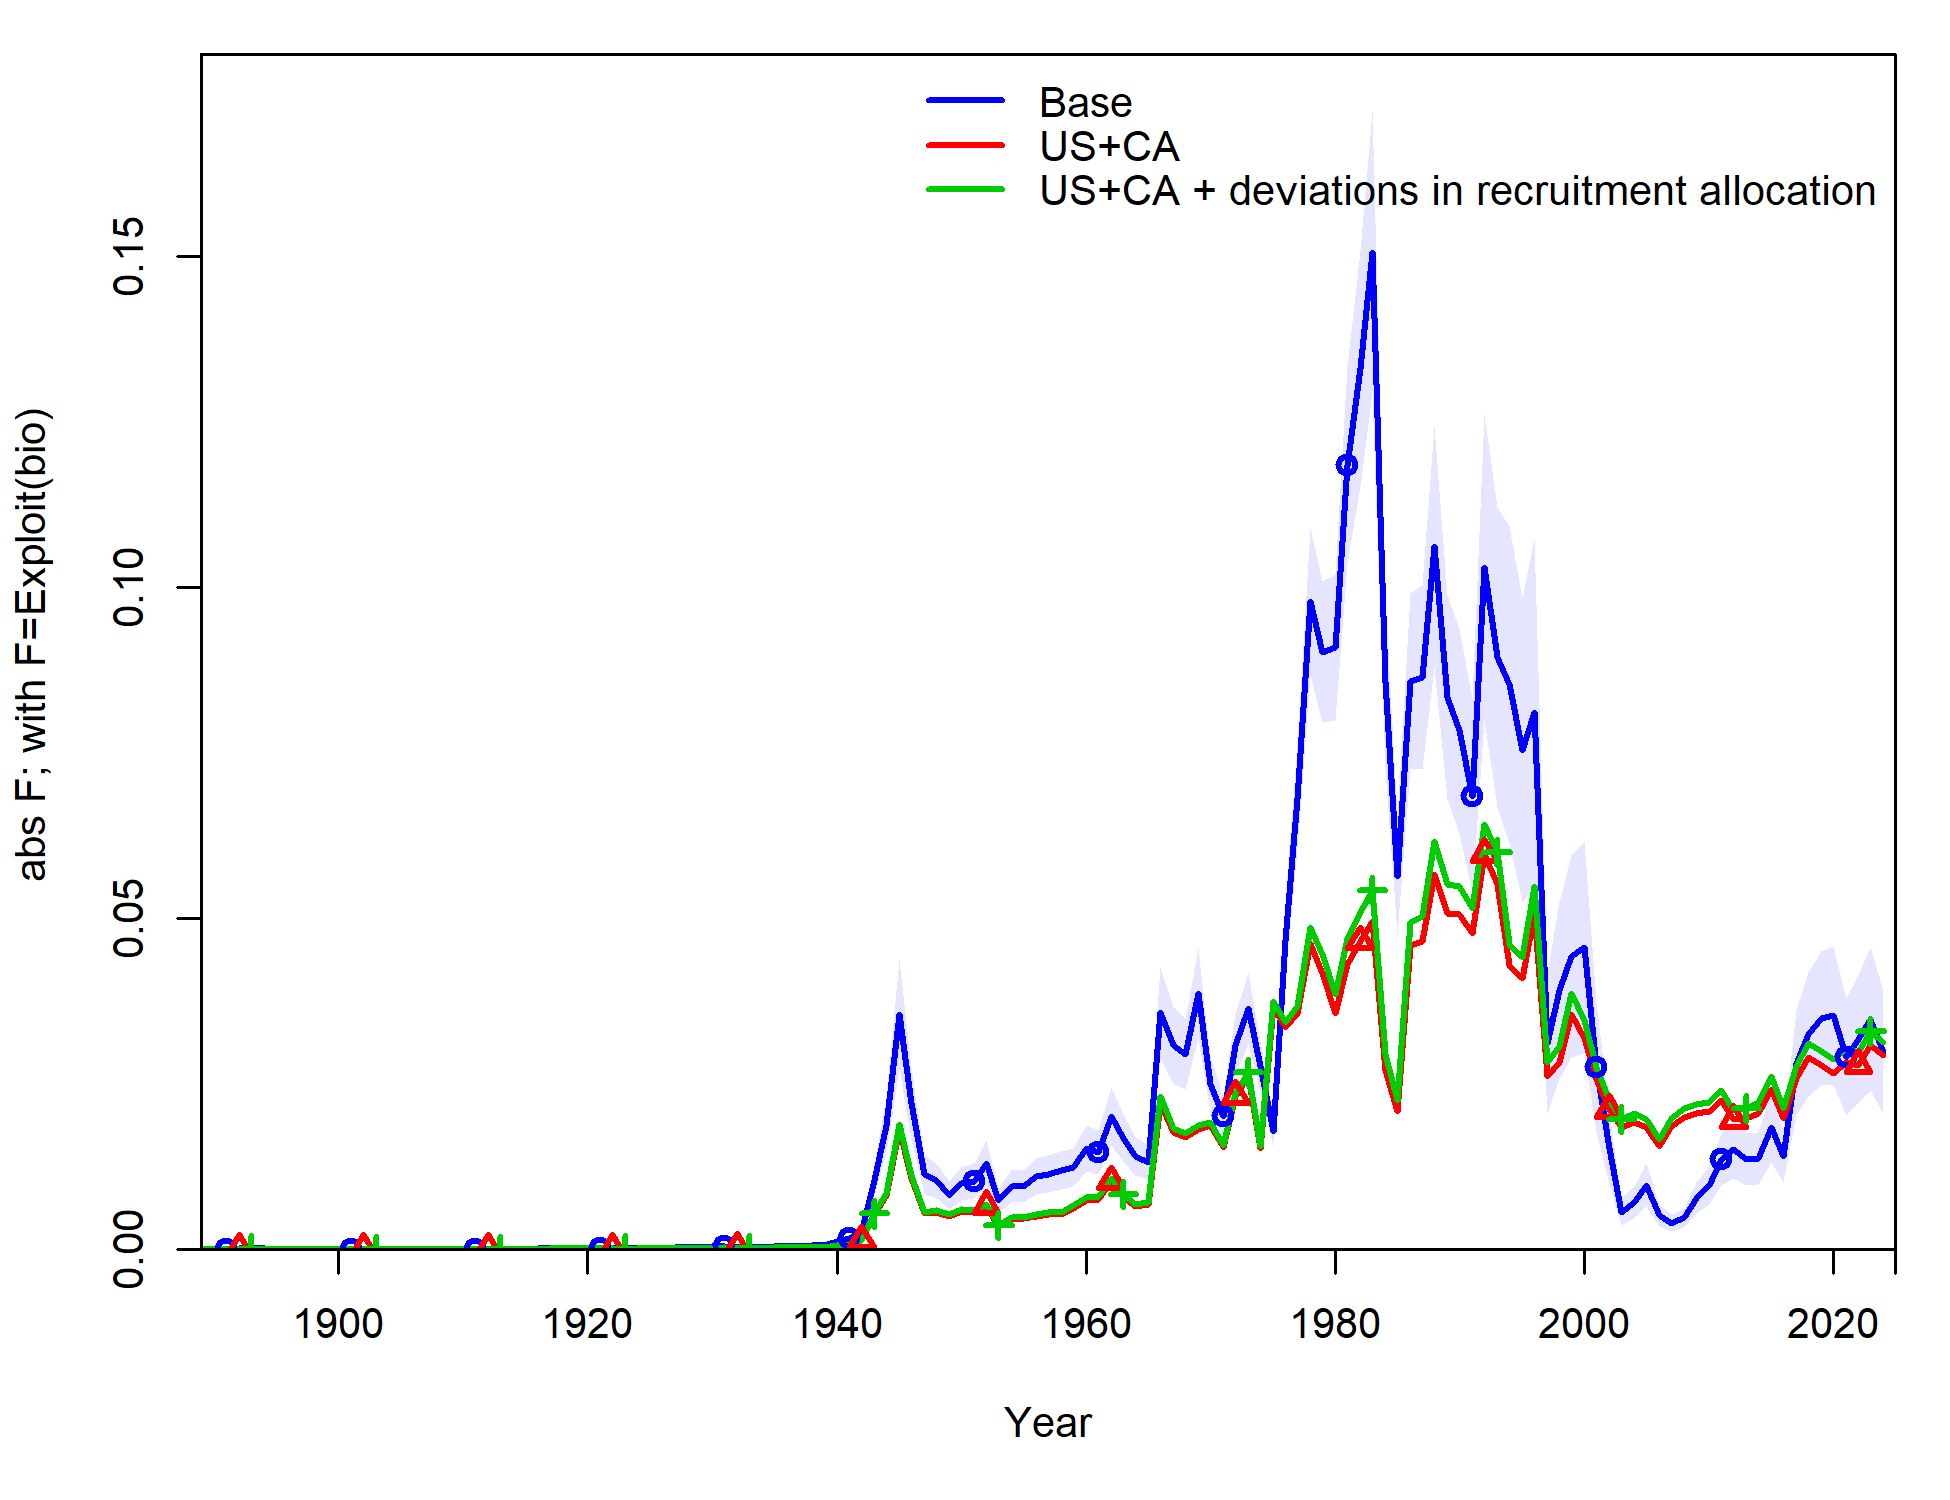 Base
US+CA
US+CA + deviations in recruitment allocation
abs F; with F=Exploit(bio)
0.15
0.10
0.05
0.00
1900 1920 1940 1960 1980 2000 2020
Year